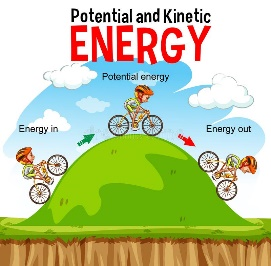 Potential and Kinetic
ENERGY
Potential energy
Energy in
Energy out